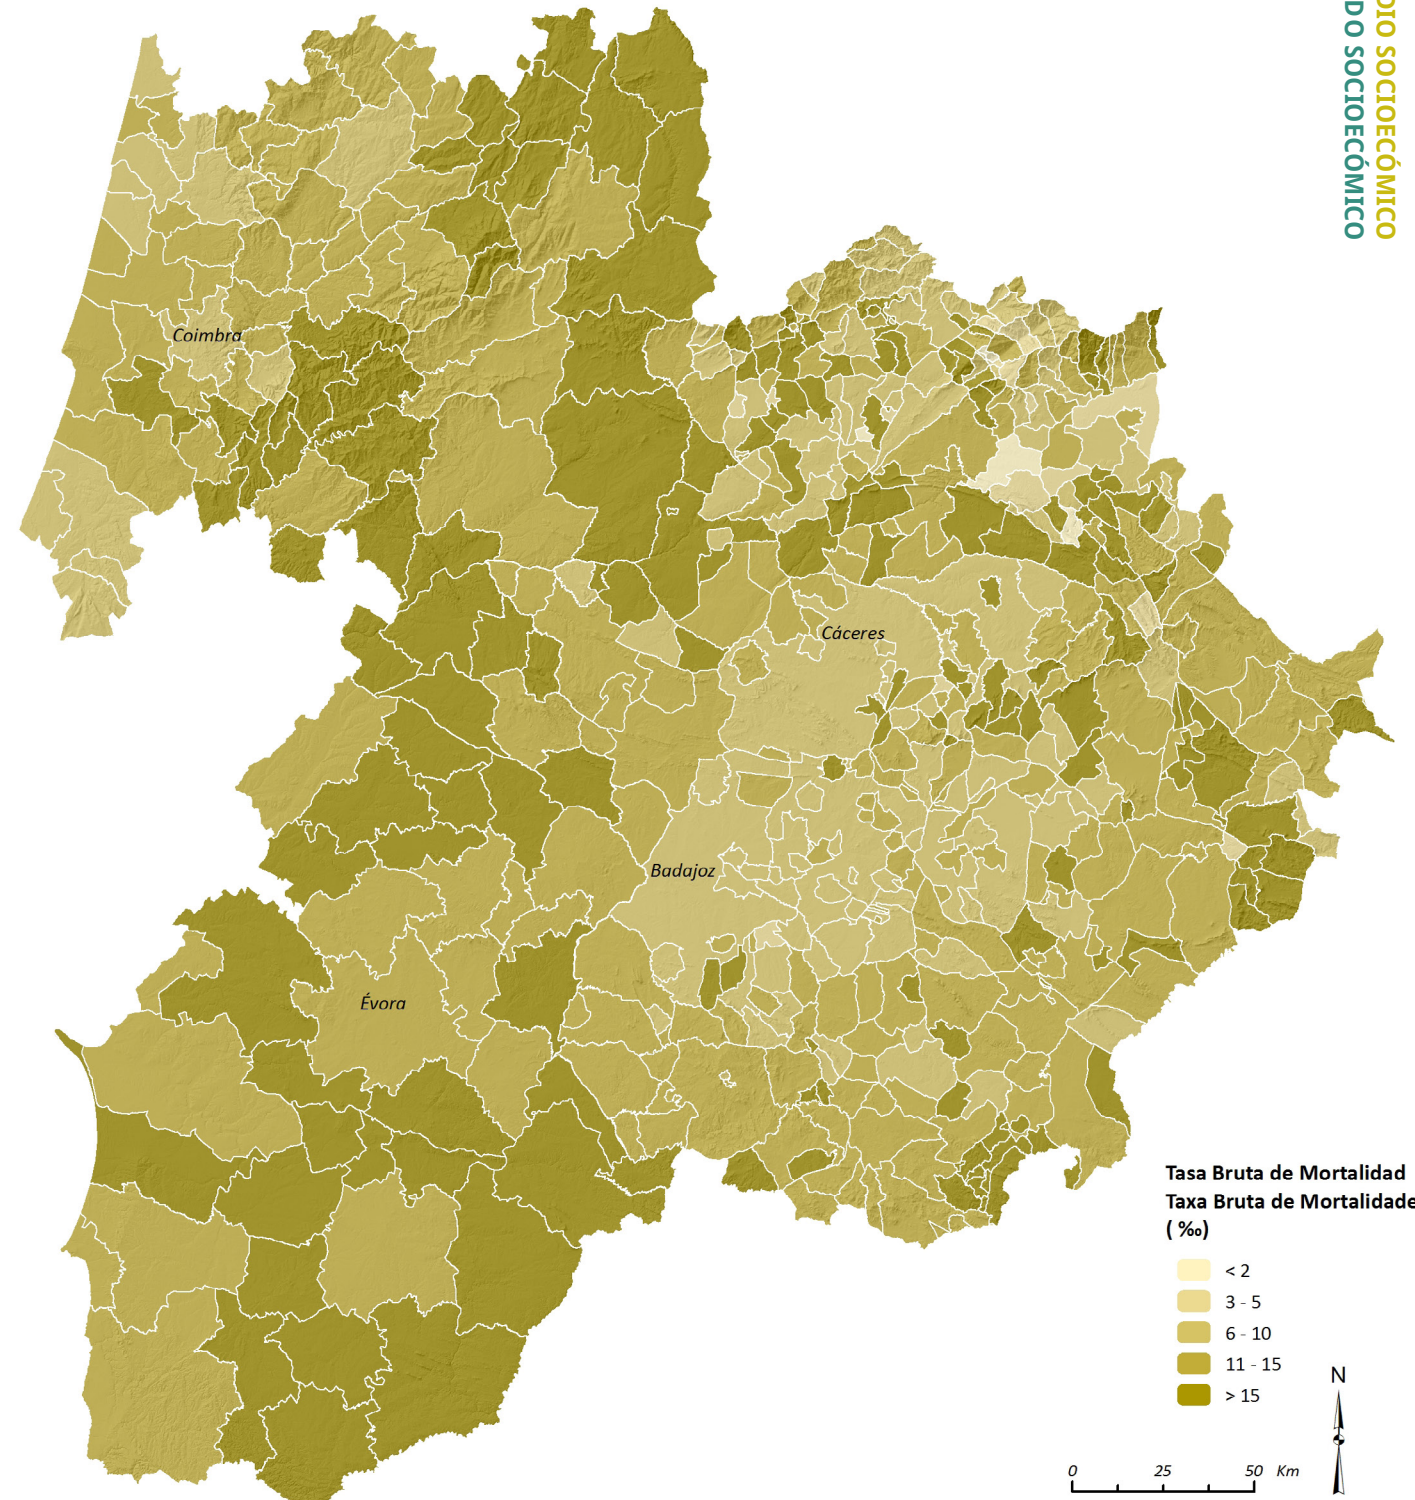 DIO SOCIOECÓMICO
DO SOCIOECÓMICO
Coimbra
Cáceres
Badajoz
Évora
Tasa Bruta de Mortalidad
Taxa Bruta de Mortalidade
( ‰)
< 2
3 - 5
6 - 10
11 - 15
> 15
N
0 25 50 Km